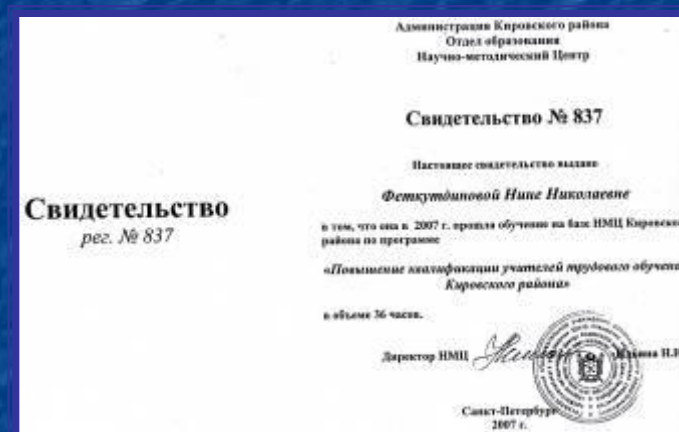 Свидетельство
рег. № 837
Администрация Кировского района
Отдел образования
Научно-методический Центр
Свидетельство № 837
Настоящее свидетельство выдано
Феткутдиновой Нине Николаевне
в том, что она в 2007 г. прошла обучение на базе НМЦ Кировско
района по программе
«Повышение квалификации учителей трудового обучен
Кировского района»
в объеме 36 часов.
Директор НМЦ
Санкт-Петербург
2007 г.